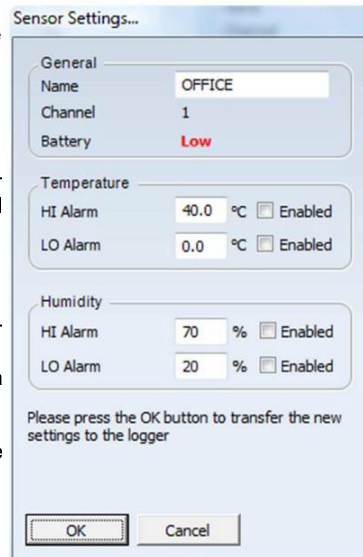 Sensor Settings...
General
Name OFFICE
Channel 1
Battery Low
Temperature
HI Alarm 40.0 °C Enabled
LO Alarm 0.0 °C Enabled
Humidity
HI Alarm 70 % Enabled
LO Alarm 20 % Enabled
Please press the OK button to transfer the new
settings to the logger
OK Cancel